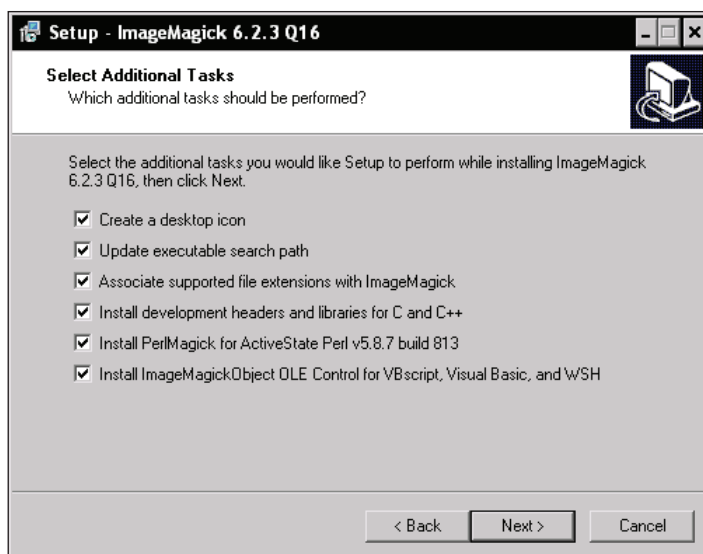 Setup - ImageMagick 6.2.3 Q16
Select Additional Tasks
Which additional tasks should be performed?
Select the additional tasks you would like Setup to perform while installing ImageMagick
6.2.3 Q16, then click Next.
Create a desktop icon
Update executable search path
Associate supported file extensions with ImageMagick
Install development headers and libraries for C and C++
Install PerlMagick for ActiveState Perl v5.8.7 build 813
Install ImageMagickObject OLE Control for VBscript, Visual Basic, and WSH
< Back Next > Cancel